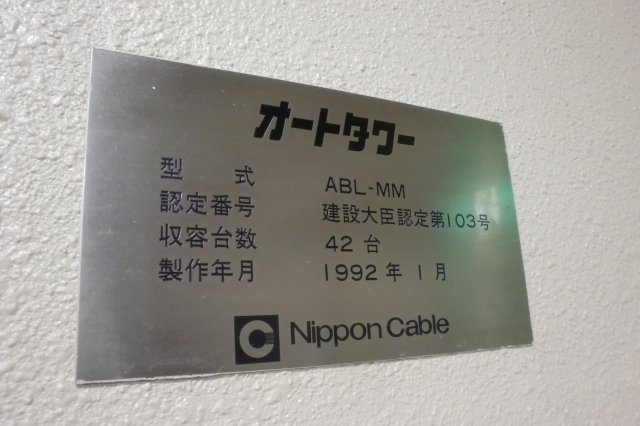 オートタワー
型式 ABL-MM
認定番号 建設大臣認定第103号
収容台数 42台
製作年月 1992年1月
Nippon Cable